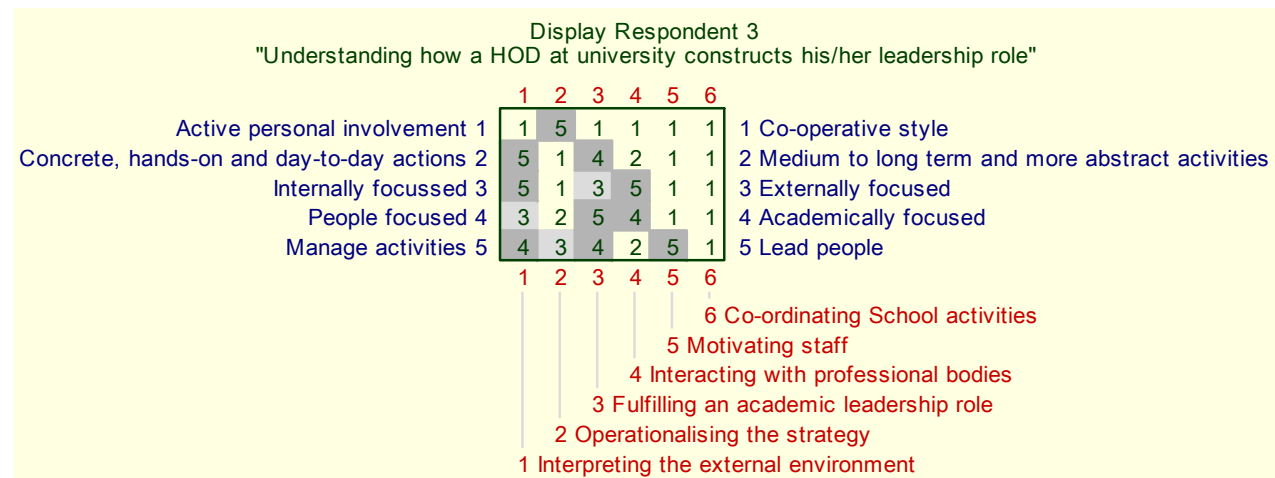 Display Respondent 3
"Understanding how a HOD at university constructs his/her leadership role"
1 2 3 4 5 6
Active personal involvement 1 1 5 1 1 1 1 1 Co-operative style
Concrete, hands-on and day-to-day actions 2 5 1 4 2 1 1 2 Medium to long term and more abstract activities
Internally focussed 3 5 1 3 5 1 1 3 Externally focused
People focused 4 3 2 5 4 1 1 4 Academically focused
Manage activities 5 4 3 4 2 5 1 5 Lead people
1 2 3 4 5 6
6 Co-ordinating School activities
5 Motivating staff
4 Interacting with professional bodies
3 Fulfilling an academic leadership role
2 Operationalising the strategy
1 Interpreting the external environment